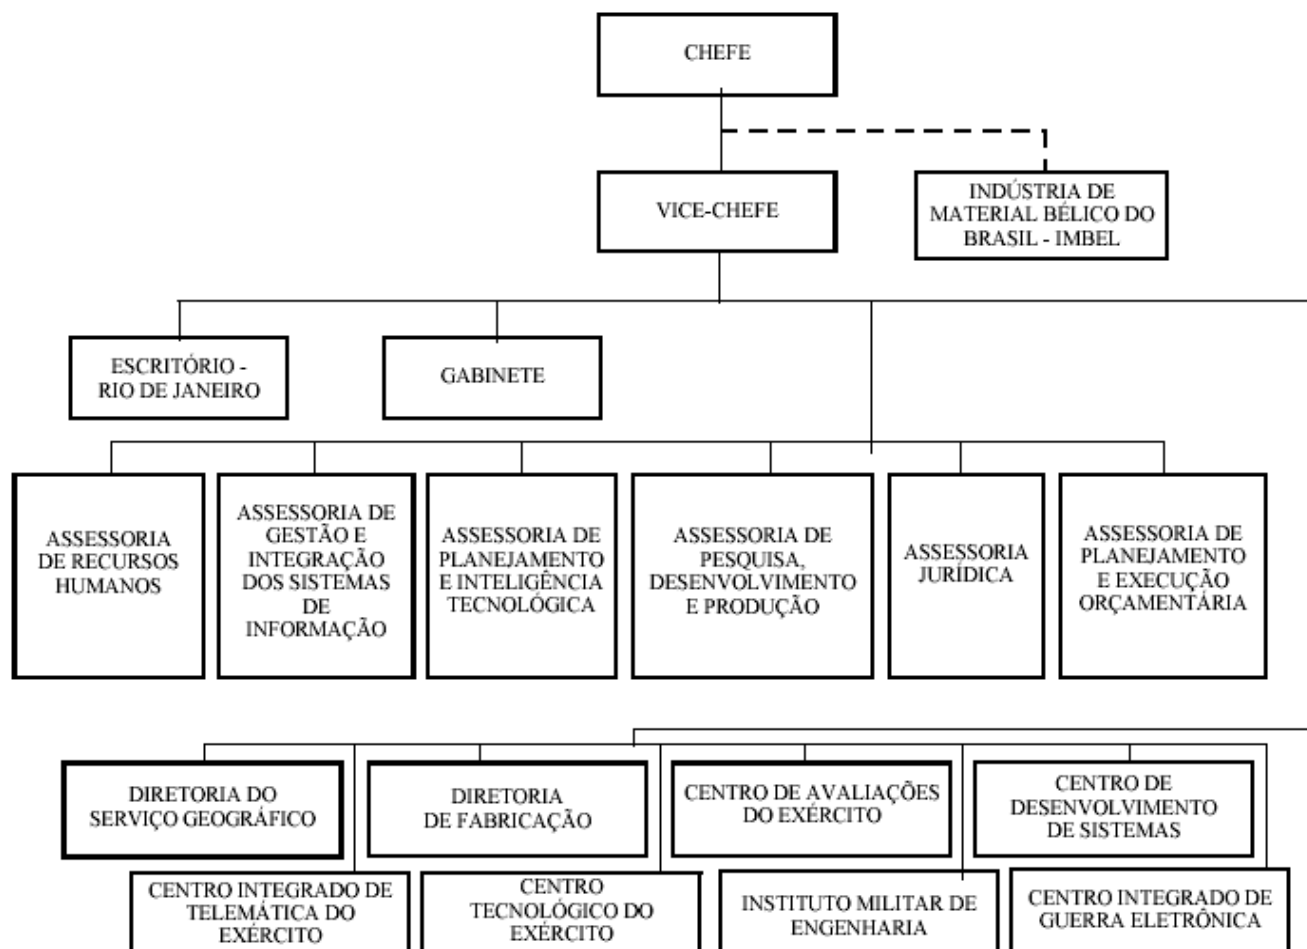 CHEFE
VICE-CHEFE
INDÚSTRIA DE
MATERIAL BÉLICO DO
BRASIL - IMBEL
ESCRITÓRIO -
RIO DE JANEIRO
GABINETE
ASSESSORIA
DE RECURSOS
HUMANOS
ASSESSORIA DE
GESTÃO E
INTEGRAÇÃO
DOS SISTEMAS
DE
INFORMAÇÃO
ASSESSORIA DE
PLANEJAMENTO
E INTELIGÊNCIA
TECNOLÓGICA
ASSESSORIA DE
PESQUISA,
DESENVOLVIMENTO
E PRODUÇÃO
ASSESSORIA
JURÍDICA
ASSESSORIA DE
PLANEJAMENTO
E EXECUÇÃO
ORÇAMENTÁRIA
DIRETORIA DO
SERVIÇO GEOGRÁFICO
DIRETORIA
DE FABRICAÇÃO
CENTRO DE AVALIAÇÕES
DO EXÉRCITO
CENTRO DE
DESENVOLVIMENTO
DE SISTEMAS
CENTRO INTEGRADO DE
TELEMÁTICA DO
EXÉRCITO
CENTRO
TECNOLÓGICO DO
EXÉRCITO
INSTITUTO MILITAR DE
ENGENHARIA
CENTRO INTEGRADO DE
GUERRA ELETRÔNICA